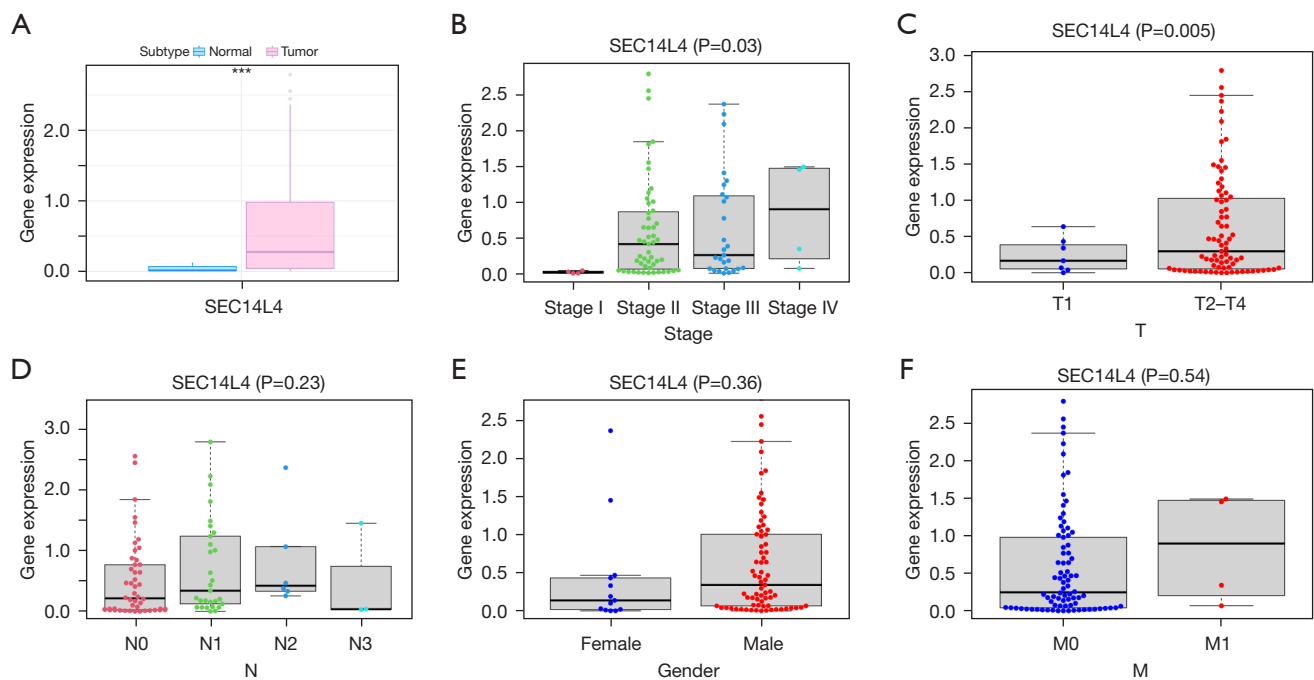 A
Subtype Normal Tumor
***
2.0
1.0
0.0
Gene expression
SEC14L4
B
SEC14L4 (P=0.03)
2.5
2.0
1.5
1.0
0.5
0.0
Gene expression
Stage I Stage II Stage III Stage IV
Stage
C
SEC14L4 (P=0.005)
3.0
2.5
2.0
1.5
1.0
0.5
0.0
Gene expression
T1 T2–T4
T
D
SEC14L4 (P=0.23)
3.0
2.0
1.0
0.0
Gene expression
N0 N1 N2 N3
N
E
SEC14L4 (P=0.36)
2.5
2.0
1.5
1.0
0.5
0.0
Gene expression
Female Male
Gender
F
SEC14L4 (P=0.54)
2.5
2.0
1.5
1.0
0.5
0.0
Gene expression
M0 M1
M